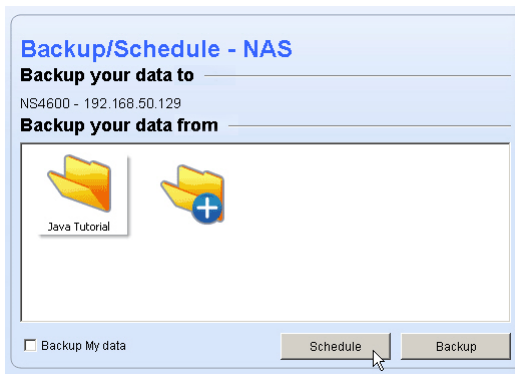 Backup/Schedule - NAS
Backup your data to
NS4600 - 192.168.50.129
Backup your data from
Java Tutorial
Backup My data
Schedule
Backup